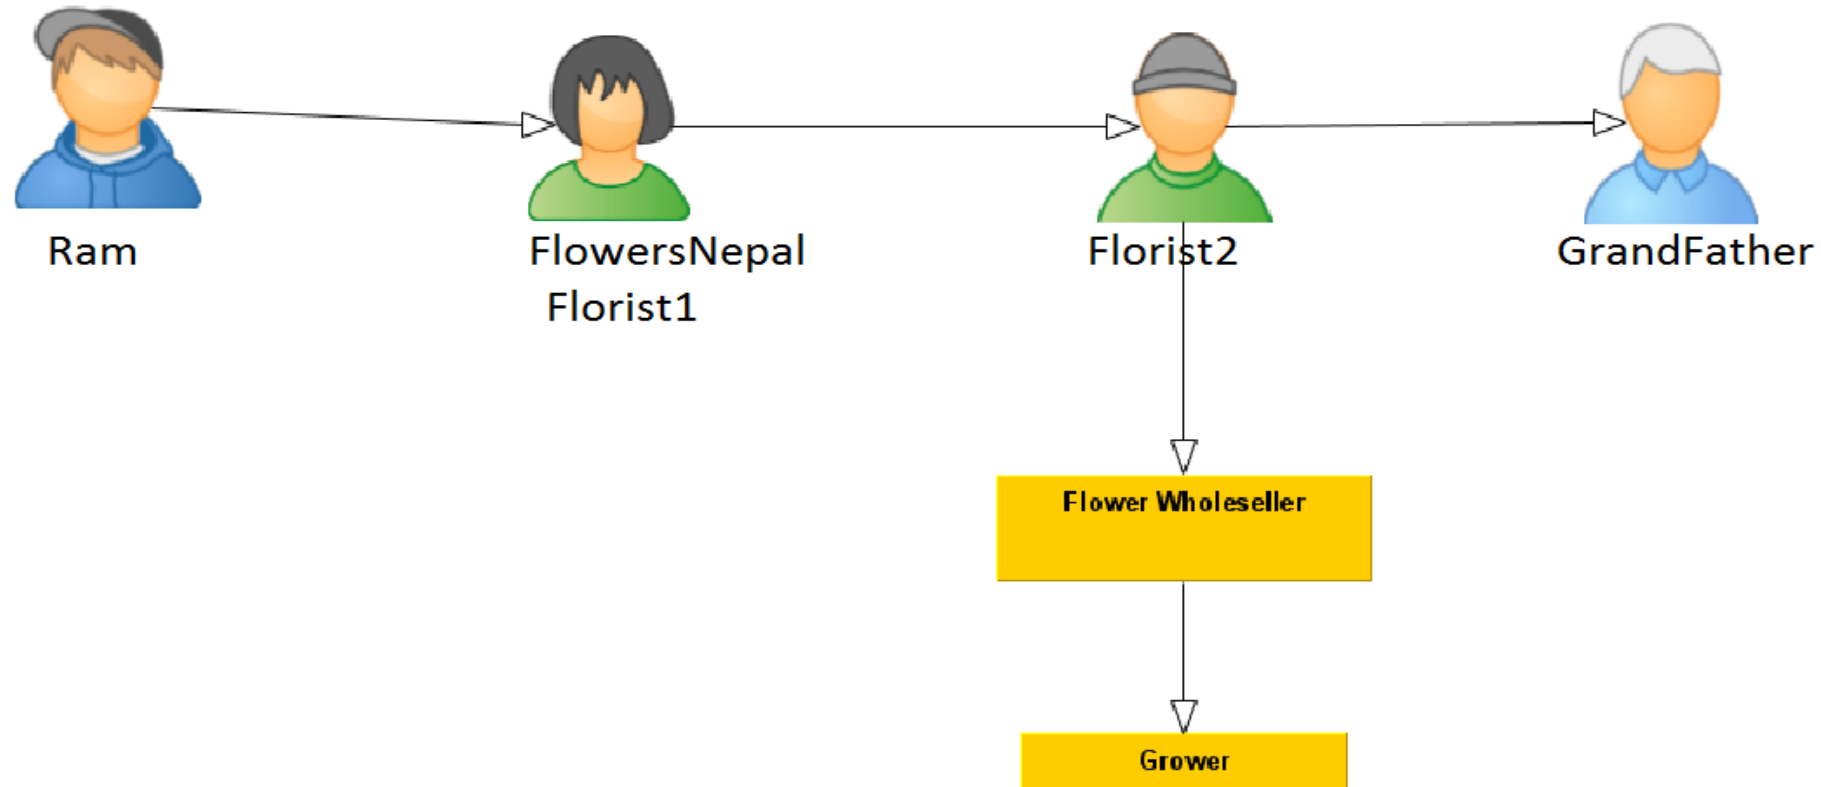 Ram
FlowersNepal
Florist1
Florist2
GrandFather
Flower Wholeseller
Grower